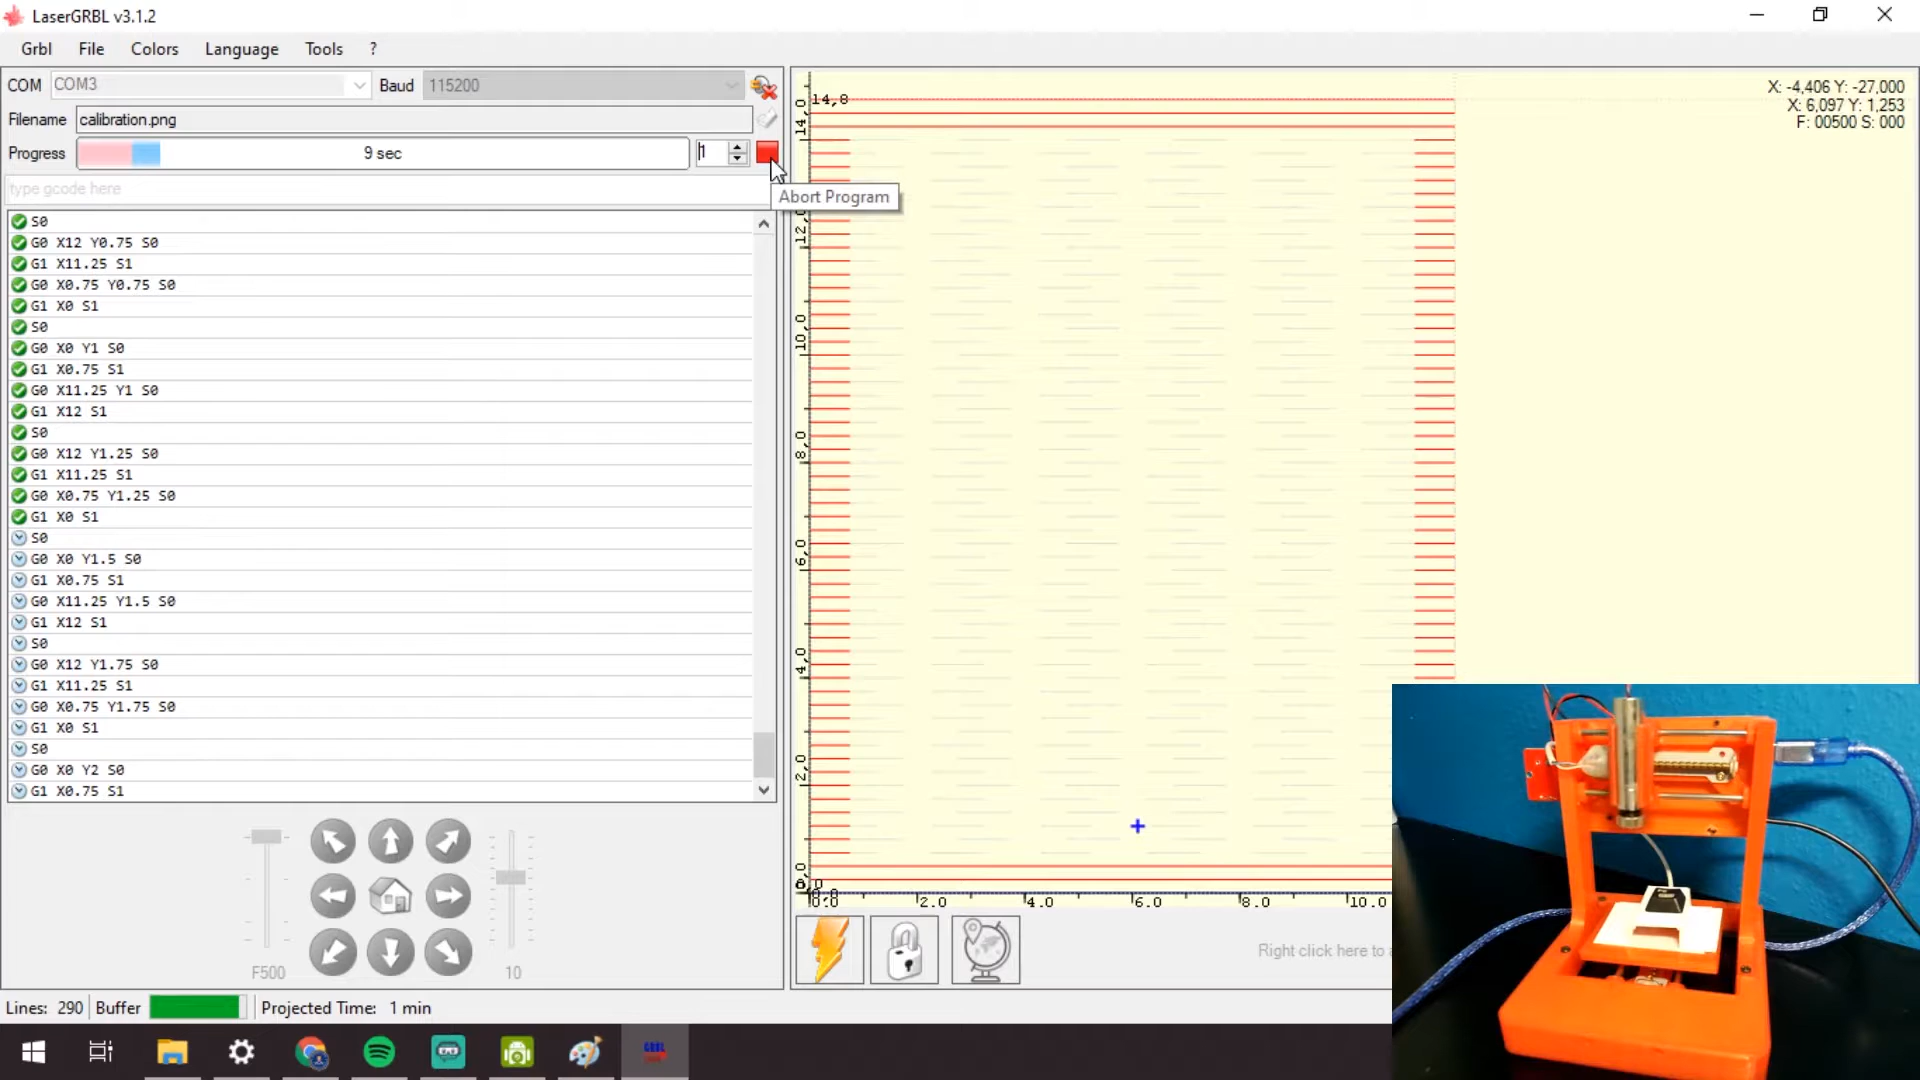 LaserGRBL v3.1.2
Grbl File Colors Language Tools ?
COM COM3 Baud 115200
Filename calibration.png
Progress 9 sec 1
Abort Program
type gcode here
S0
G0 X12 Y0.75 S0
G1 X11.25 S1
G0 X0.75 Y0.75 S0
G1 X0 S1
S0
G0 X0 Y1 S0
G1 X0.75 S1
G0 X11.25 Y1 S0
G1 X12 S1
S0
G0 X12 Y1.25 S0
G1 X11.25 S1
G0 X0.75 Y1.25 S0
G1 X0 S1
S0
G0 X0 Y1.5 S0
G1 X0.75 S1
G0 X11.25 Y1.5 S0
G1 X12 S1
S0
G0 X12 Y1.75 S0
G1 X11.25 S1
G0 X0.75 Y1.75 S0
G1 X0 S1
S0
G0 X0 Y2 S0
G1 X0.75 S1
F500
10
Lines: 290 Buffer Projected Time: 1 min
X: -4,406 Y: -27,000
X: 6,097 Y: 1,253
F: 00500 S: 000
14,8
14,0
12,0
10,0
8,0
6,0
4,0
2,0
0,0
2.0 4.0 6.0 8.0 10.0
Right click here to
GRBL